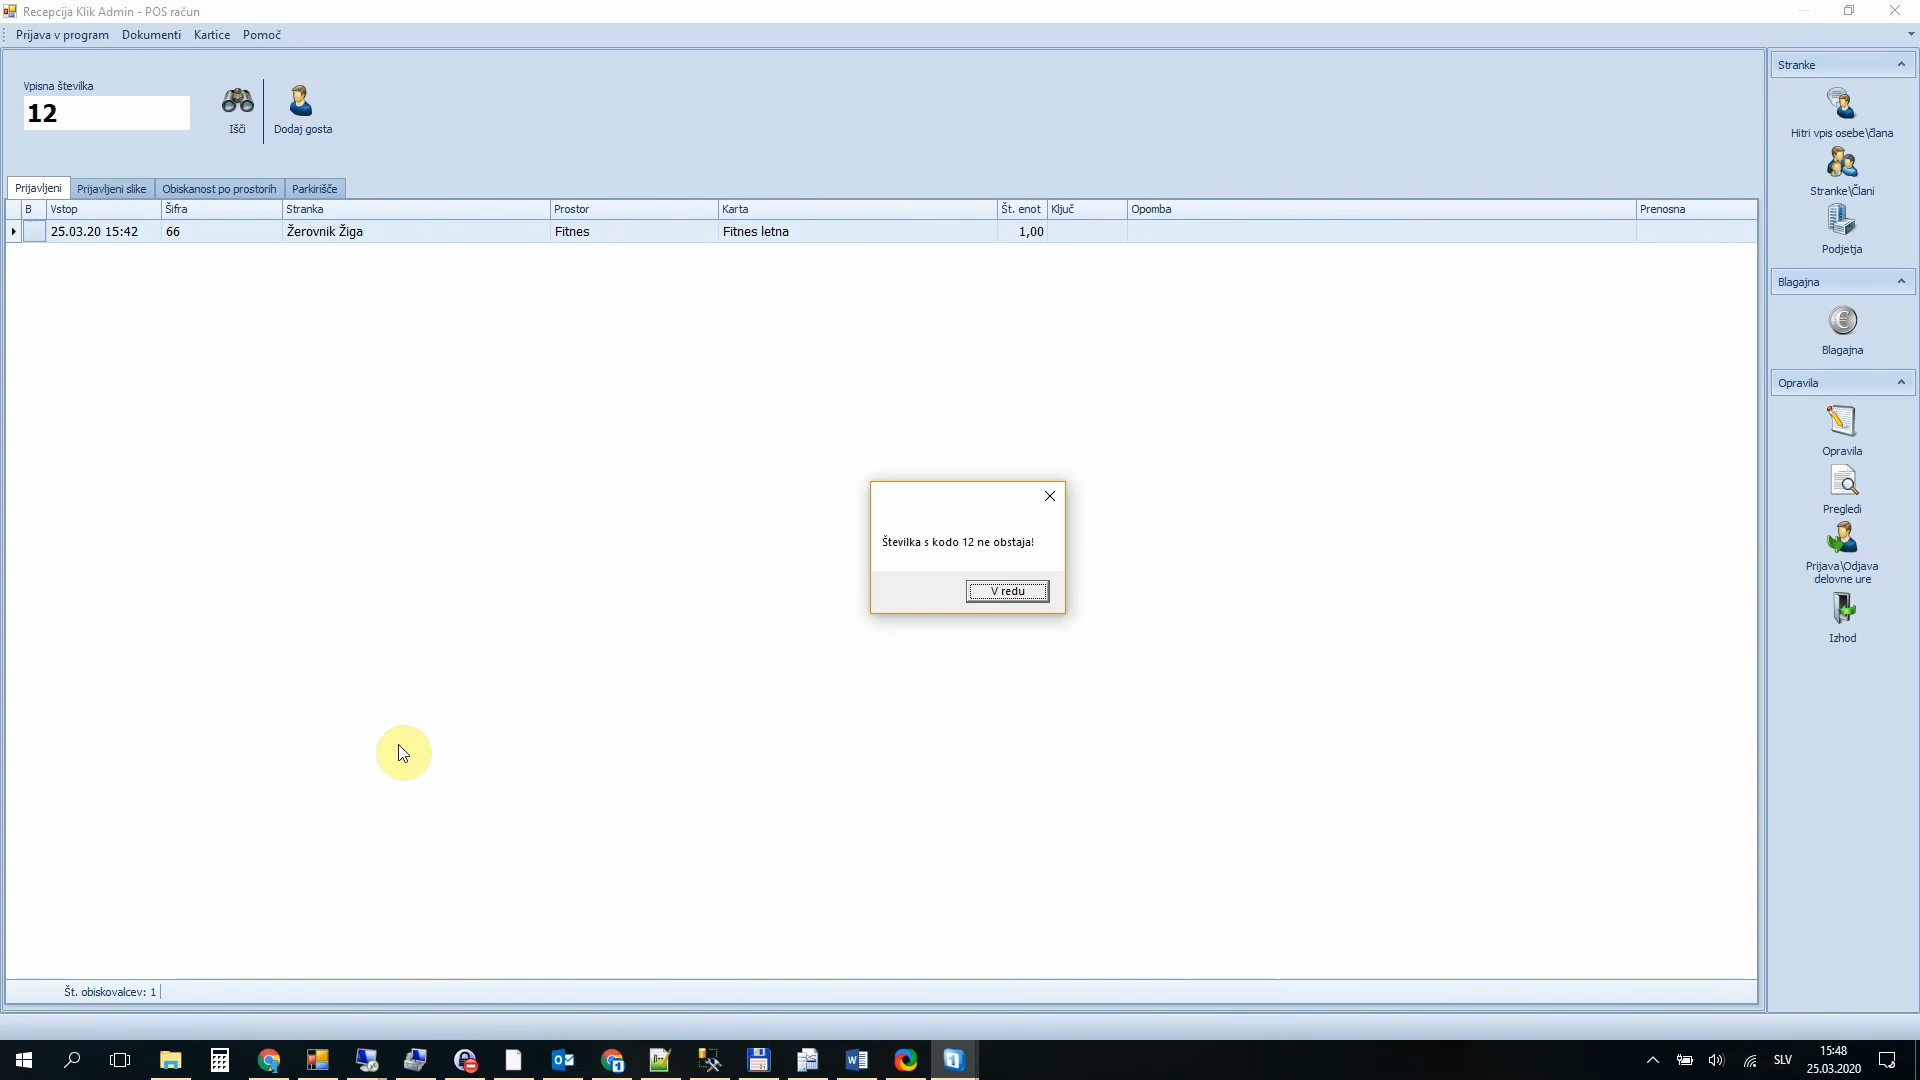 Recepcija Klik Admin - POS račun
Prijava v program Dokumenti Kartice Pomoč
Vpisna številka
12
Išči
Dodaj gosta
Prijavljeni Prijavljeni slike Obiskanost po prostorih Parkirišče
B Vstop Šifra Stranka Prostor Karta Št. enot Ključ Opomba Prenosna
25.03.20 15:42 66 Žerovnik Žiga Fitnes Fitnes letna 1,00
Številka s kodo 12 ne obstaja!
V redu
Št. obiskovalcev: 1
Stranke
Hitri vpis osebe\člana
Stranke\Člani
Podjetja
Blagajna
€
Blagajna
Opravila
Opravila
Pregledi
Prijava\Odjava
delovne ure
Izhod
SLV
15:48
25.03.2020